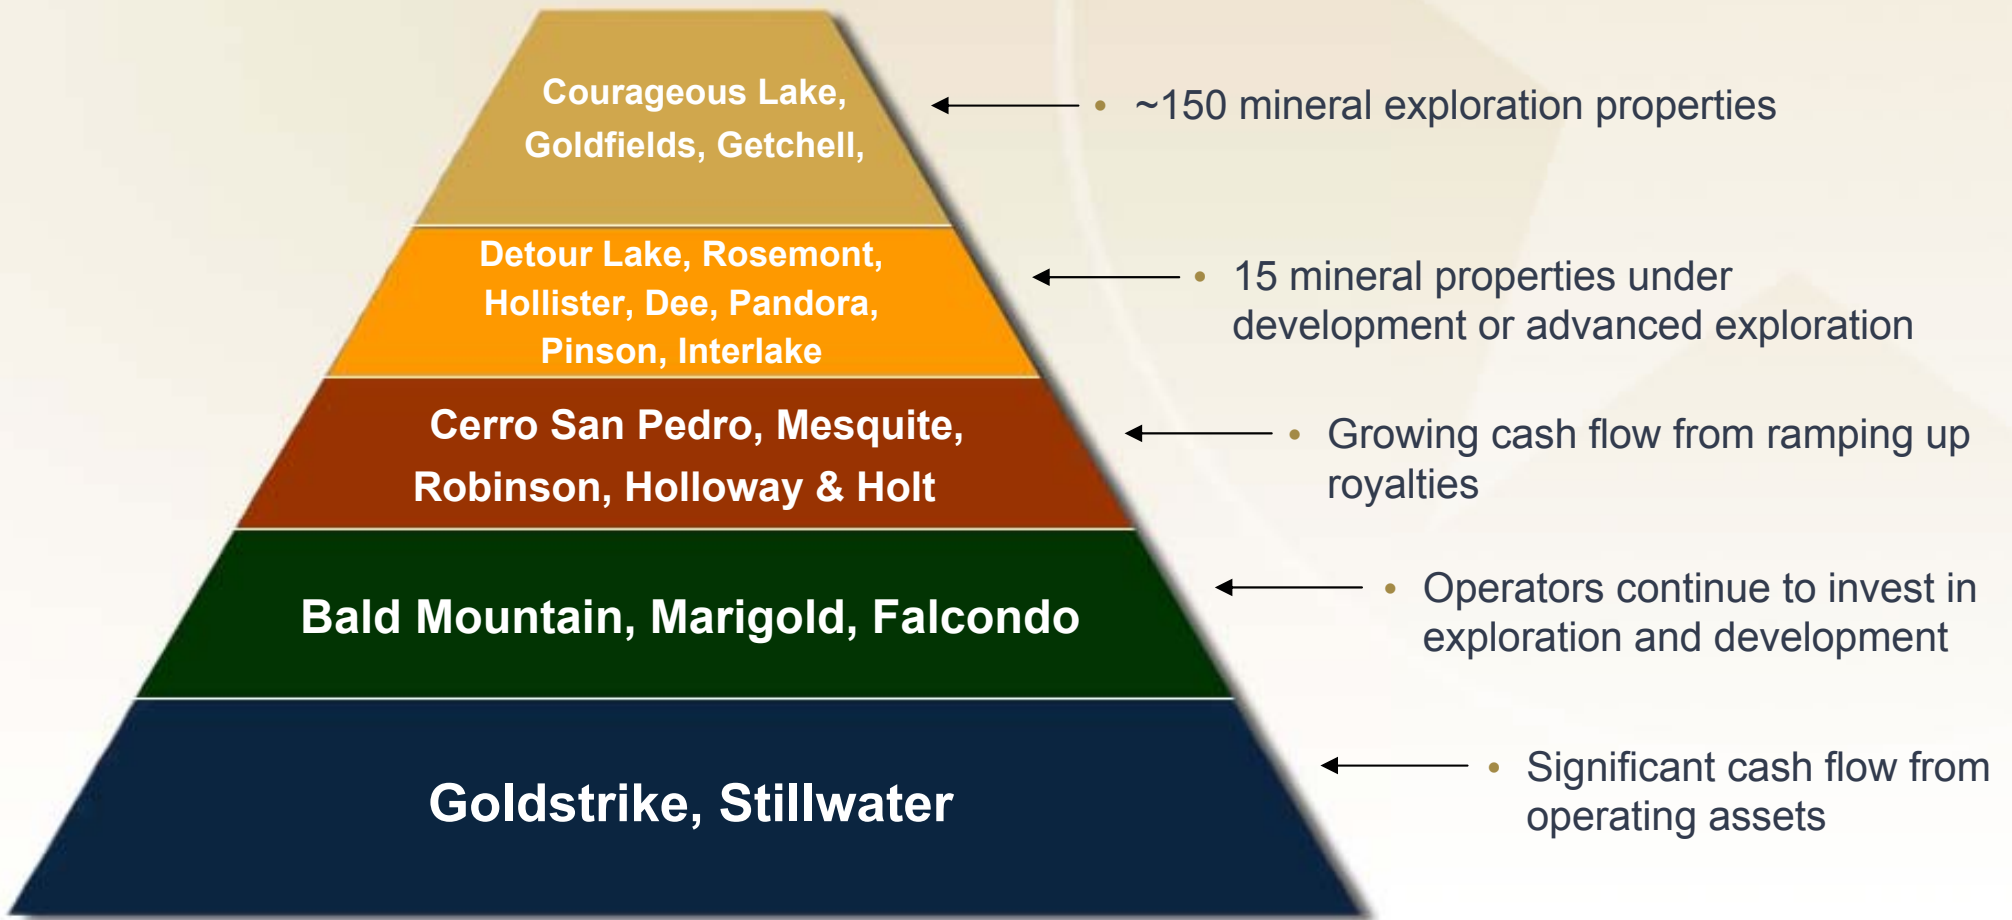 Courageous Lake,
Goldfields, Getchell,
• ~150 mineral exploration properties
Detour Lake, Rosemont,
Hollister, Dee, Pandora,
Pinson, Interlake
• 15 mineral properties under
development or advanced exploration
Cerro San Pedro, Mesquite,
Robinson, Holloway & Holt
• Growing cash flow from ramping up
royalties
Bald Mountain, Marigold, Falcondo
• Operators continue to invest in
exploration and development
Goldstrike, Stillwater
• Significant cash flow from
operating assets